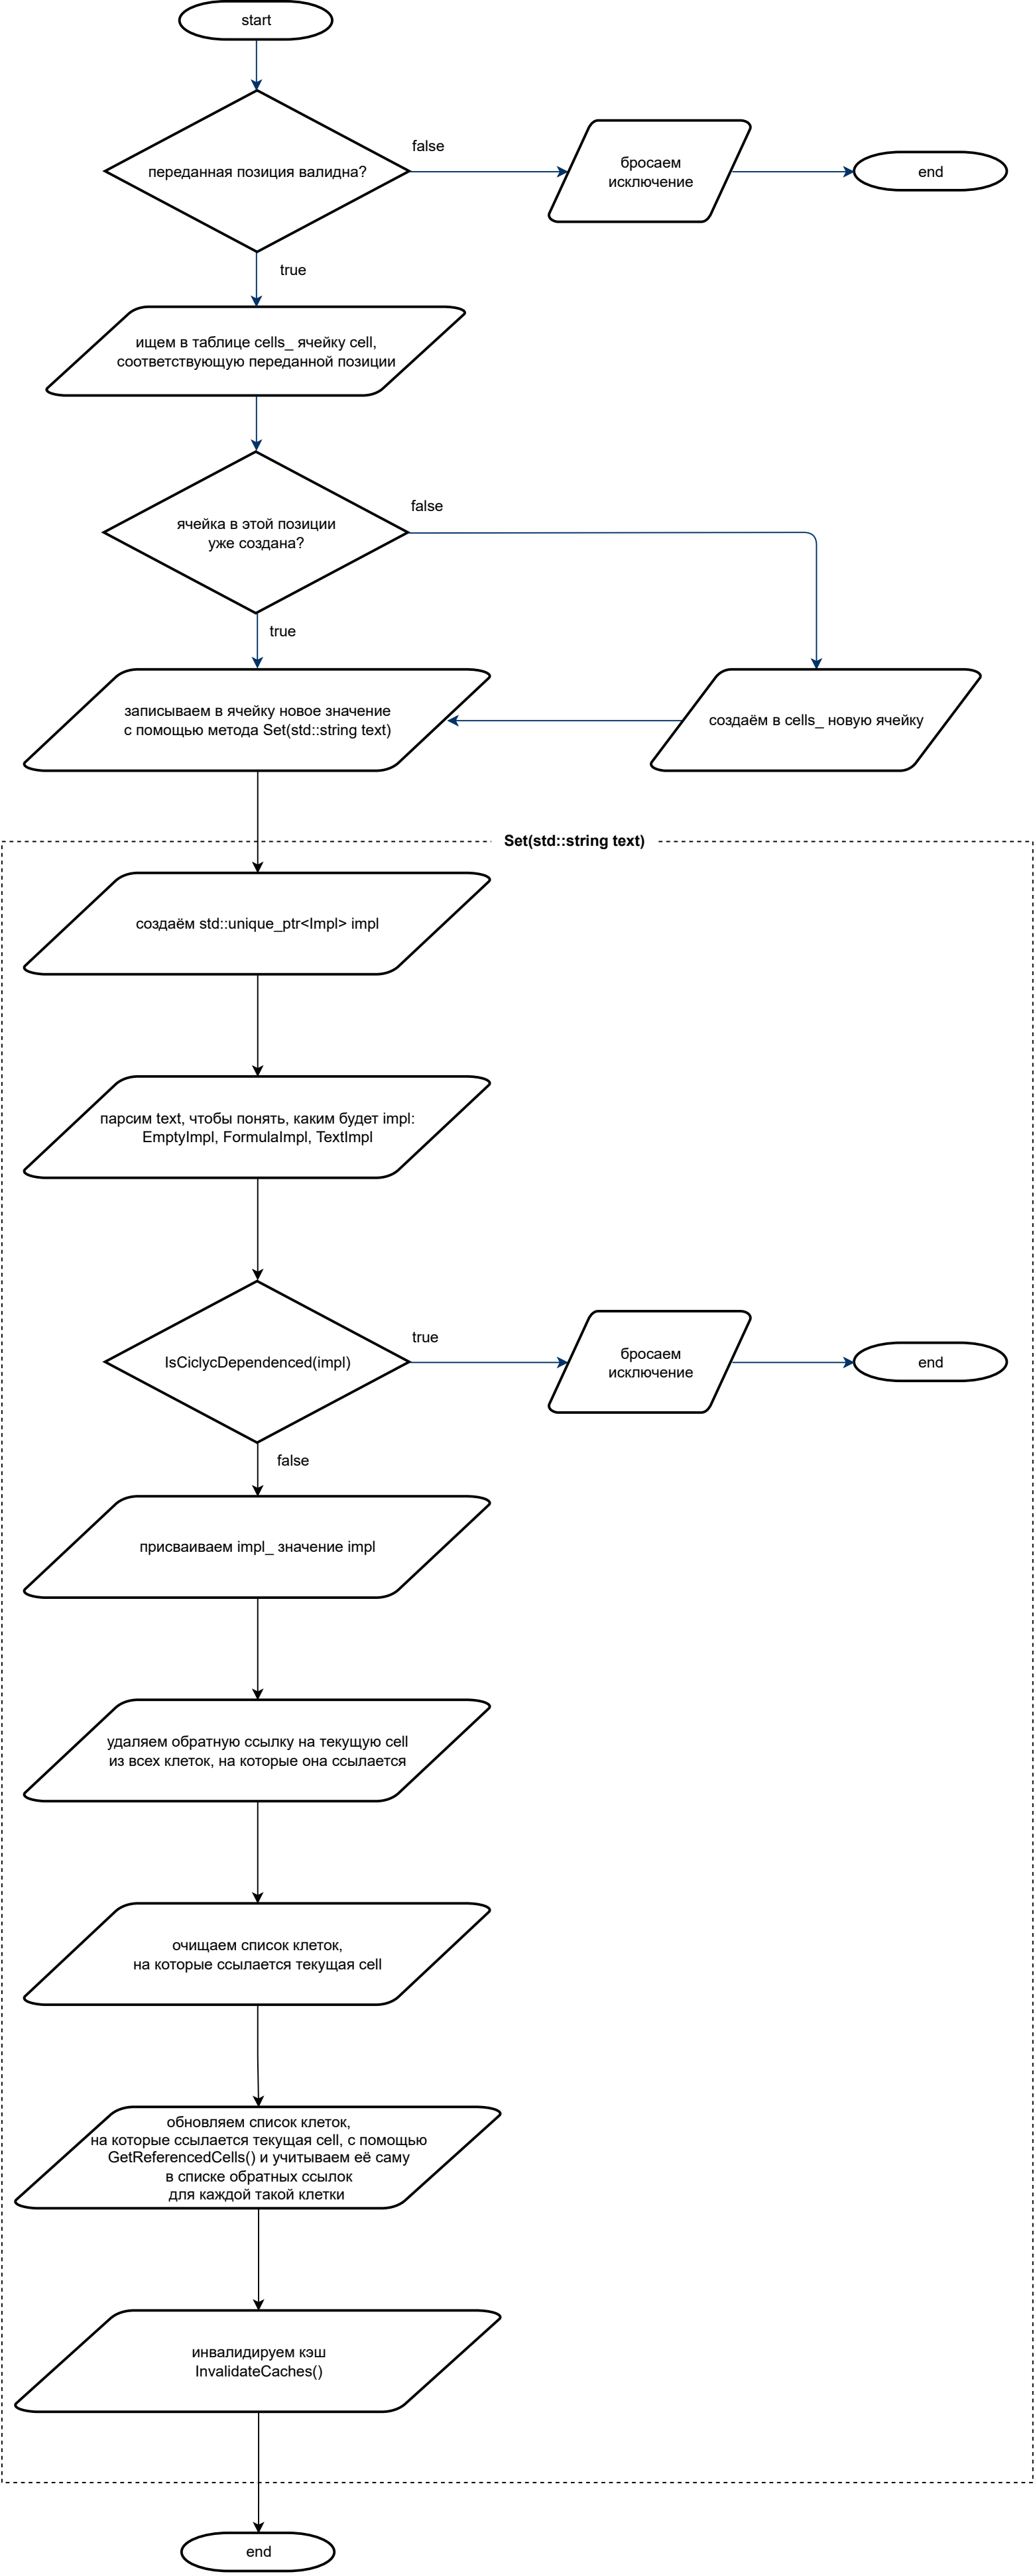 start
переданная позиция валидна?
false
бросаем
исключение
end
true
ищем в таблице cells_ ячейку cell,
соответствующую переданной позиции
ячейка в этой позиции
уже создана?
false
true
записываем в ячейку новое значение
с помощью метода Set(std::string text)
создаём в cells_ новую ячейку
Set(std::string text)
создаём std::unique_ptr<Impl> impl
парсим text, чтобы понять, каким будет impl:
EmptyImpl, FormulaImpl, TextImpl
IsCiclycDependenced(impl)
true
бросаем
исключение
end
false
присваиваем impl_ значение impl
удаляем обратную ссылку на текущую cell
из всех клеток, на которые она ссылается
очищаем список клеток,
на которые ссылается текущая cell
обновляем список клеток,
на которые ссылается текущая cell, с помощью
GetReferencedCells() и учитываем её саму
в списке обратных ссылок
для каждой такой клетки
инвалидируем кэш
InvalidateCaches()
end